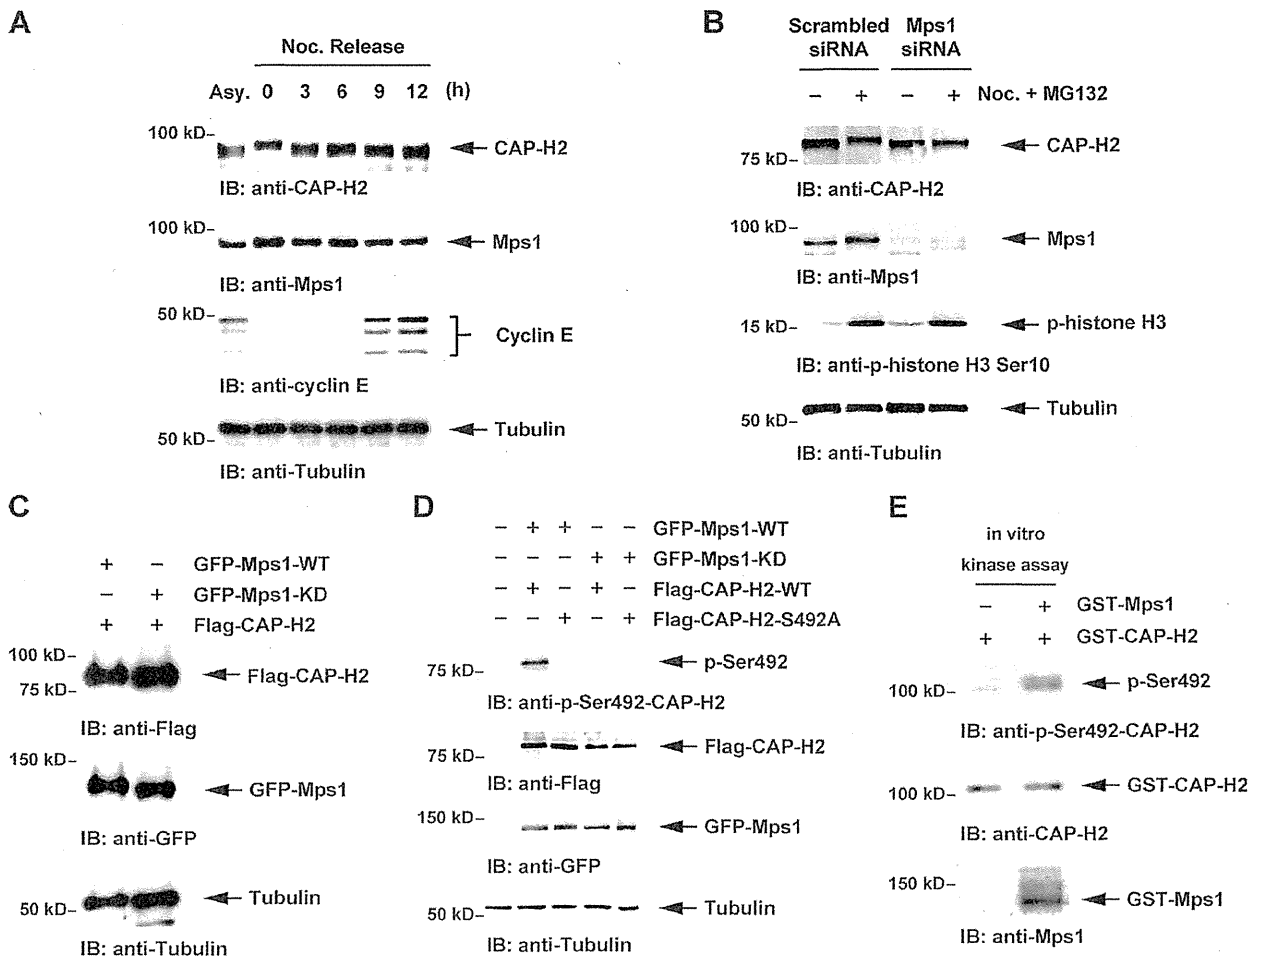 A
Noc. Release
Asy. 0 3 6 9 12 (h)
100 kD–
CAP-H2
IB: anti-CAP-H2
100 kD–
Mps1
IB: anti-Mps1
50 kD–
Cyclin E
IB: anti-cyclin E
50 kD–
Tubulin
IB: anti-Tubulin
B
Scrambled siRNA
Mps1 siRNA
– + – + Noc. + MG132
CAP-H2
75 kD–
IB: anti-CAP-H2
100 kD–
Mps1
IB: anti-Mps1
15 kD–
p-histone H3
IB: anti-p-histone H3 Ser10
Tubulin
50 kD–
IB: anti-Tubulin
C
+ – GFP-Mps1-WT
– + GFP-Mps1-KD
+ + Flag-CAP-H2
100 kD–
Flag-CAP-H2
75 kD–
IB: anti-Flag
150 kD–
GFP-Mps1
IB: anti-GFP
Tubulin
50 kD–
IB: anti-Tubulin
D
– + + – – GFP-Mps1-WT
– – – + + GFP-Mps1-KD
– + – + – Flag-CAP-H2-WT
– – + – + Flag-CAP-H2-S492A
75 kD–
p-Ser492
IB: anti-p-Ser492-CAP-H2
Flag-CAP-H2
75 kD–
IB: anti-Flag
150 kD–
GFP-Mps1
IB: anti-GFP
50 kD–
Tubulin
IB: anti-Tubulin
E
in vitro
kinase assay
– + GST-Mps1
+ + GST-CAP-H2
100 kD–
p-Ser492
IB: anti-p-Ser492-CAP-H2
100 kD–
GST-CAP-H2
IB: anti-CAP-H2
150 kD–
GST-Mps1
IB: anti-Mps1